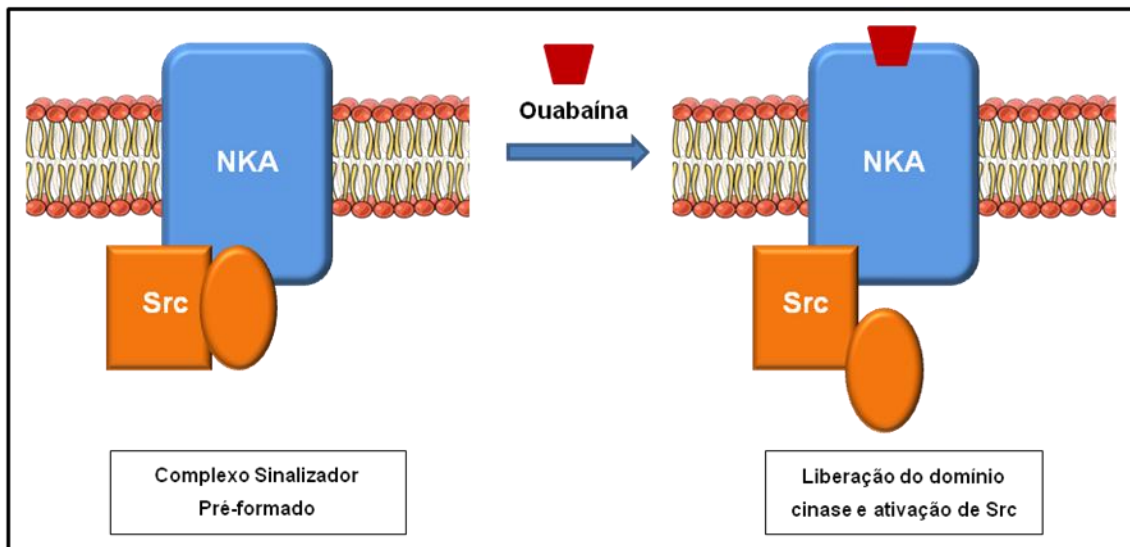 NKA
Src
Ouabaína
NKA
Src
Complexo Sinalizador
Pré-formado
Liberação do domínio
cinase e ativação de Src